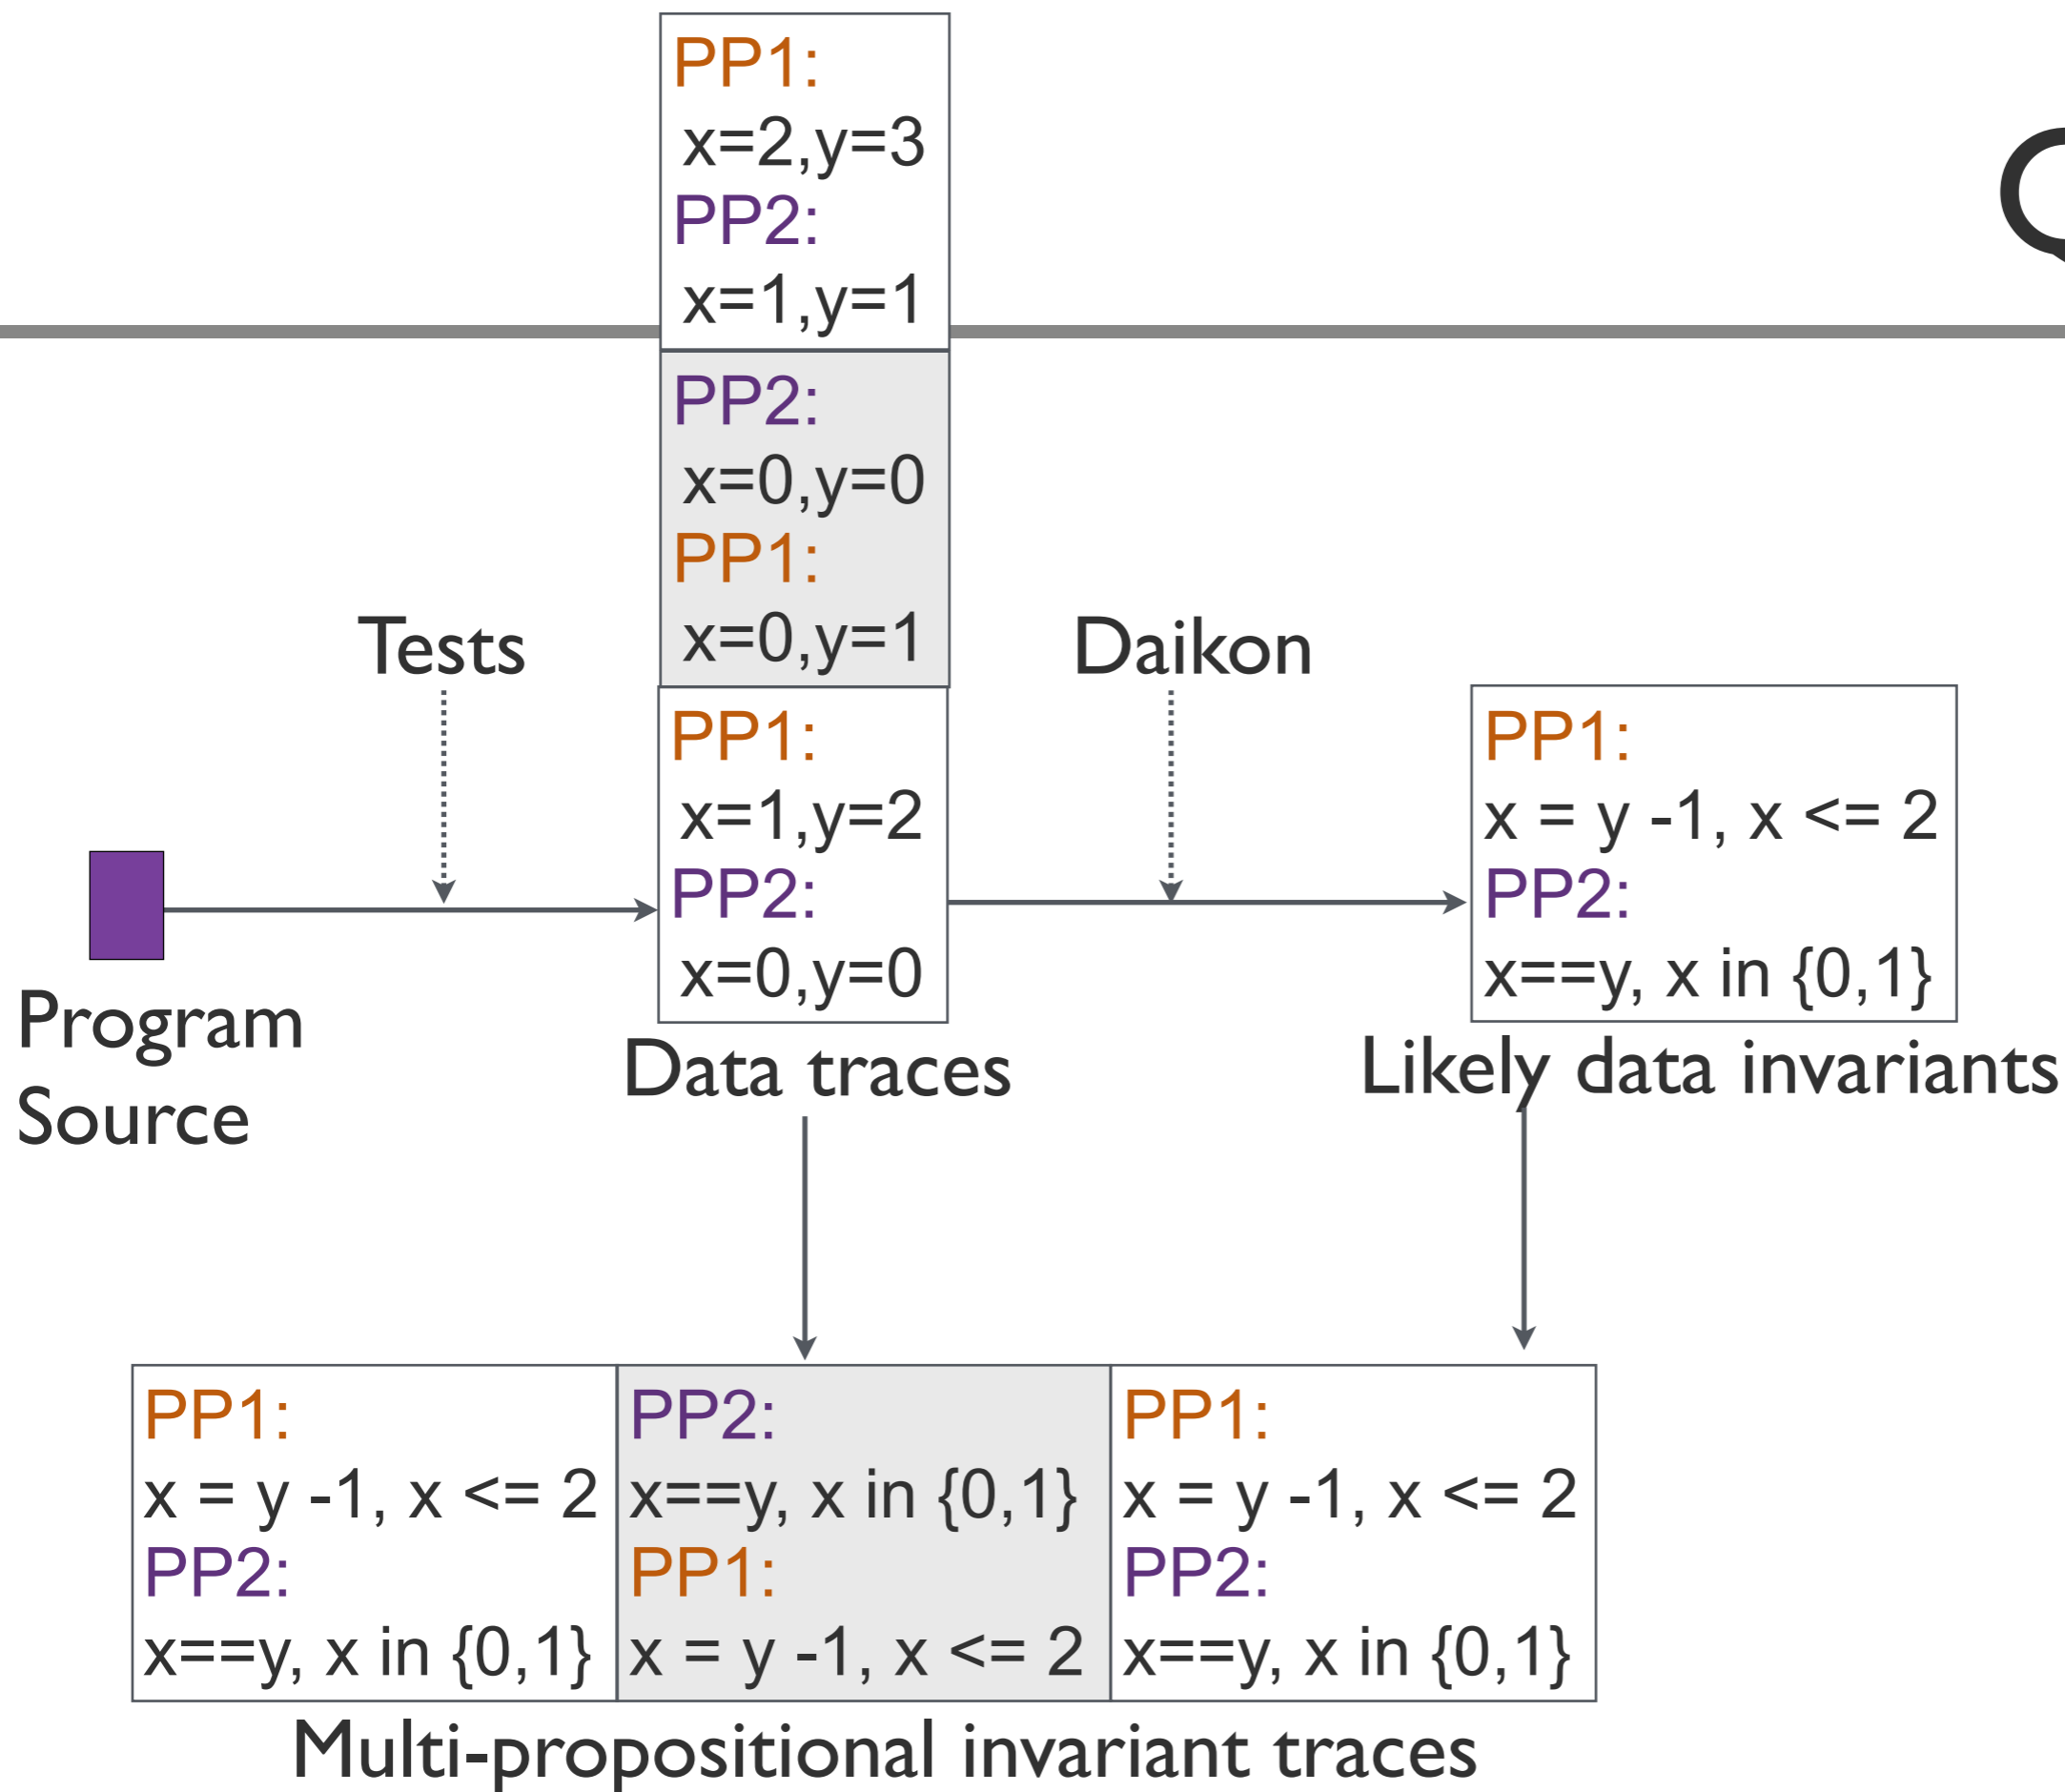 PP1:
x=2,y=3
PP2:
x=1,y=1
PP2:
x=0,y=0
PP1:
x=0,y=1
Tests
Daikon
PP1:
x=1,y=2
PP2:
x=0,y=0
PP1:
x = y -1, x <= 2
PP2:
x==y, x in {0,1}
Program
Source
Data traces
Likely data invariants
PP1:
x = y -1, x <= 2
PP2:
x==y, x in {0,1}
PP2:
x==y, x in {0,1}
PP1:
x = y -1, x <= 2
PP1:
x = y -1, x <= 2
PP2:
x==y, x in {0,1}
Multi-propositional invariant traces